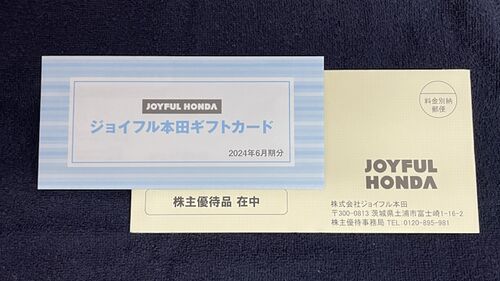 JOYFUL HONDA
ジョイフル本田ギフトカード
2024年6月期分
料金別納
郵便
JOYFUL
HONDA
株主優待品 在中
株式会社ジョイフル本田
〒300-0813 茨城県土浦市富士崎1-16-2
株主優待事務局 TEL:0120-895-981